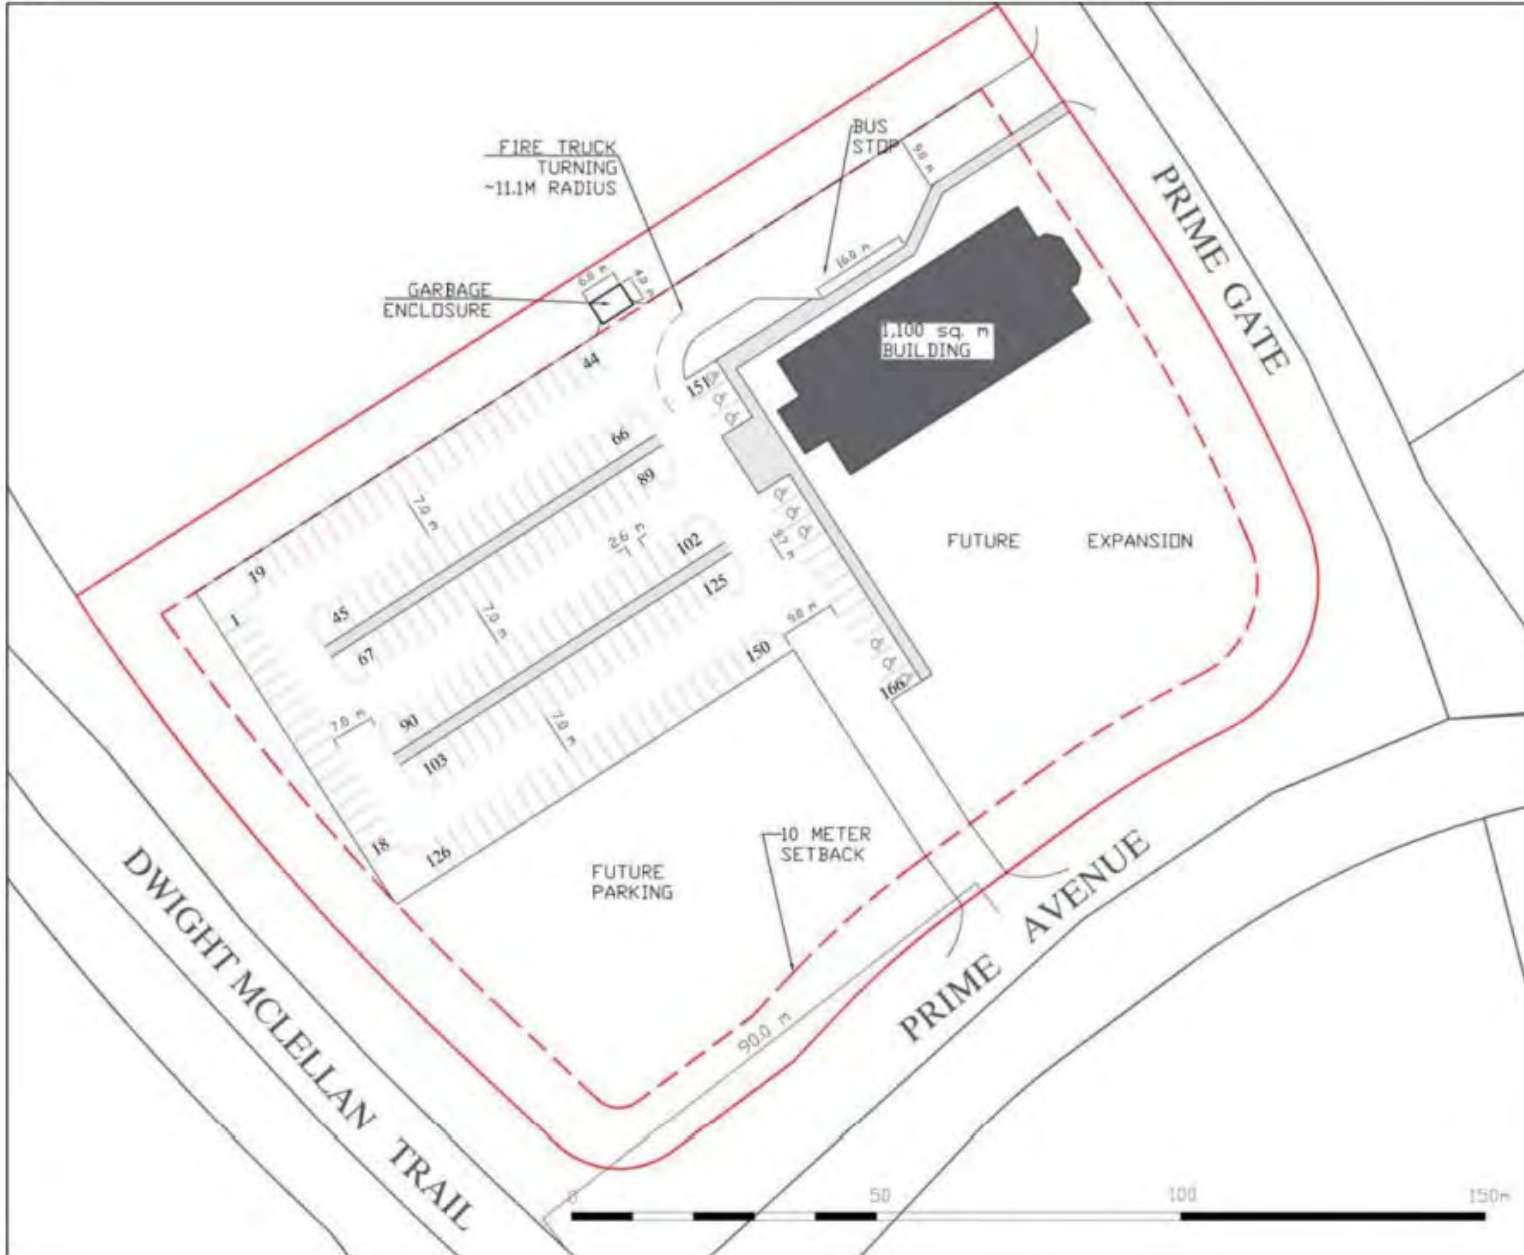 FIRE TRUCK
TURNING
~11.1M RADIUS
BUS
STOP
9.0 m
PRIME GATE
GARBAGE
ENCLOSURE
6.0 m
4.0 m
16.0 m
1,100 sq. m
BUILDING
44
151
66
89
7.0 m
19
1
45
67
2.6 m
102
125
9.7 m
FUTURE EXPANSION
7.0 m
9.0 m
150
166
90
103
7.0 m
7.0 m
18
126
FUTURE
PARKING
10 METER
SETBACK
DWIGHT MCLELLAN TRAIL
PRIME AVENUE
90.0 m
0 50 100 150m